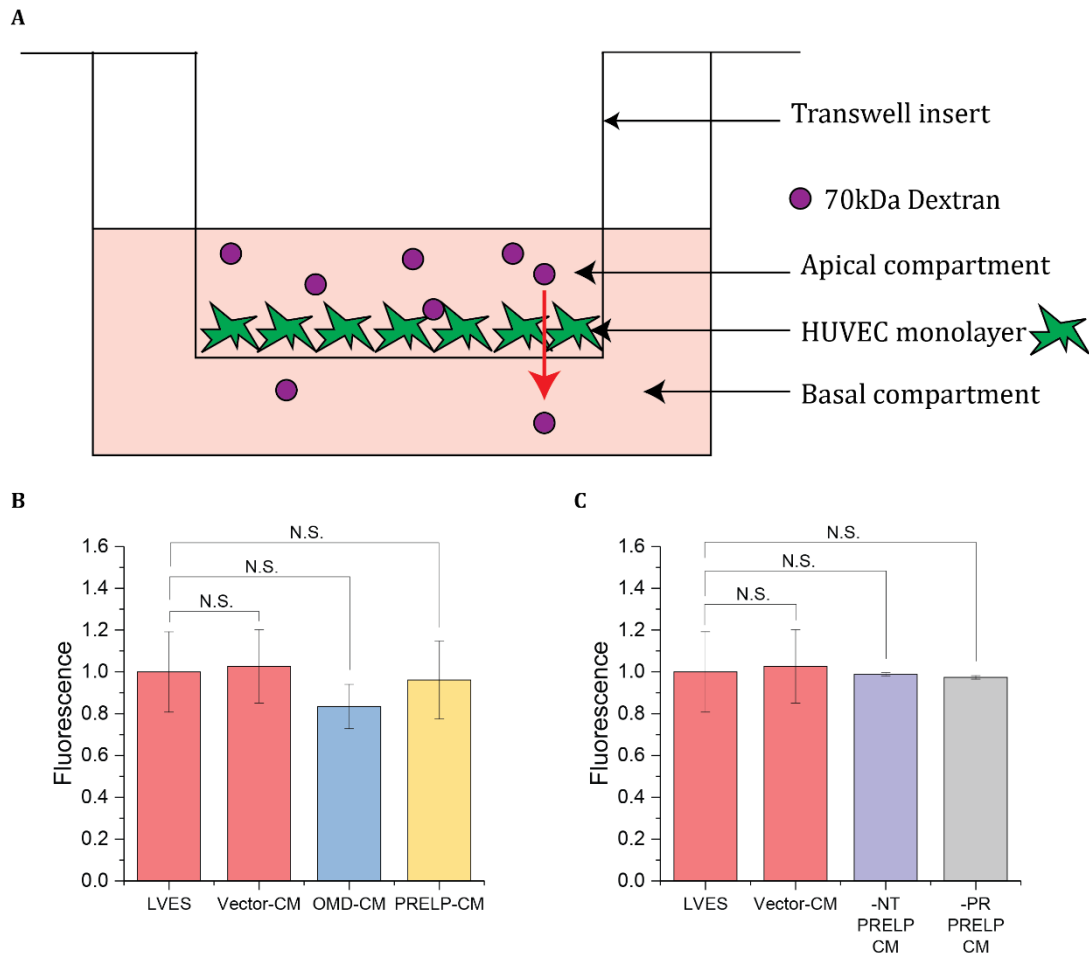 A
Transwell insert
70kDa Dextran
Apical compartment
HUVEC monolayer
Basal compartment
B
N.S.
N.S.
N.S.
1.6
1.4
1.2
1.0
0.8
0.6
0.4
0.2
0.0
Fluorescence
LVES
Vector-CM
OMD-CM
PRELP-CM
C
N.S.
N.S.
N.S.
1.6
1.4
1.2
1.0
0.8
0.6
0.4
0.2
0.0
Fluorescence
LVES
Vector-CM
-NT
PRELP
CM
-PR
PRELP
CM